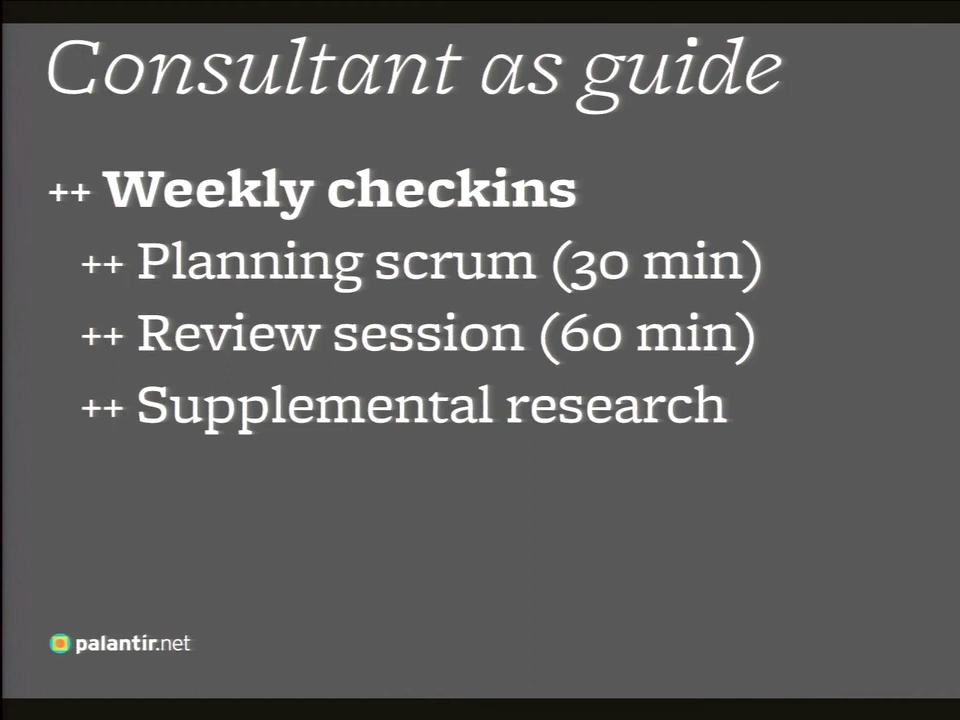 Consultant as guide
++ Weekly checkins
++ Planning scrum (30 min)
++ Review session (60 min)
++ Supplemental research
palantir.net